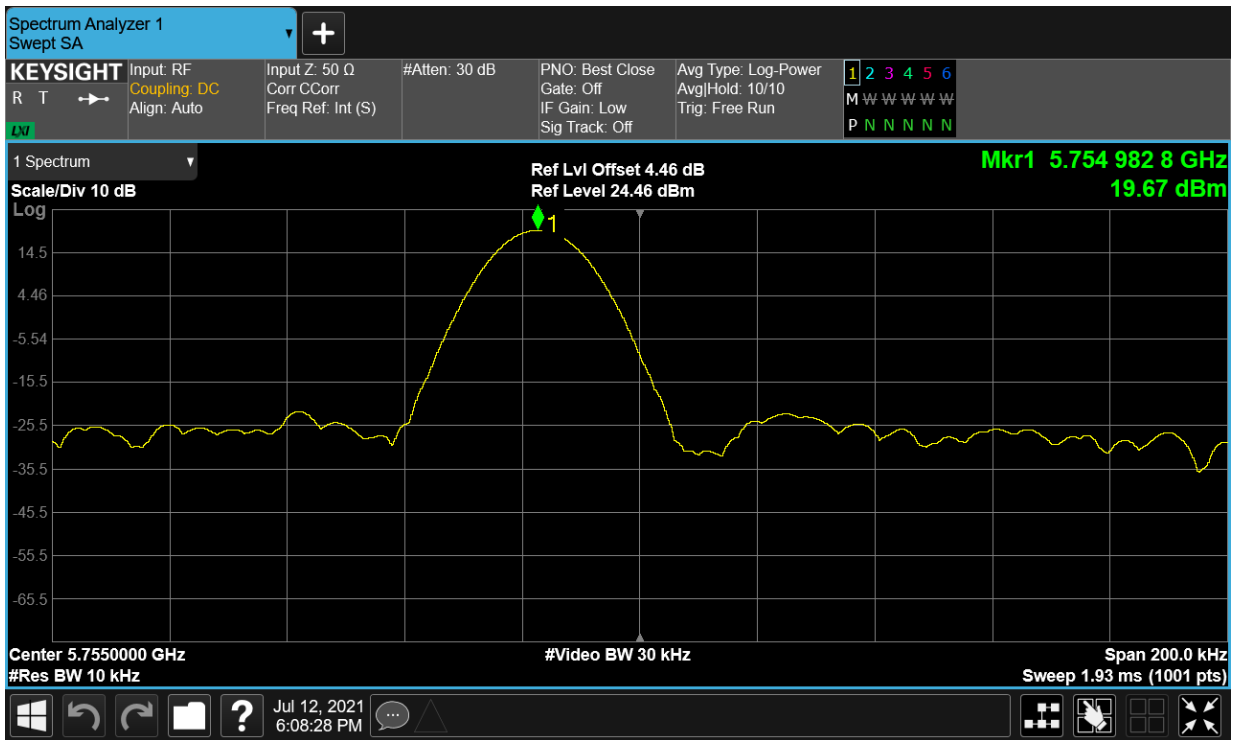 Spectrum Analyzer 1
Swept SA
KEYSIGHT
R T
LXI
Input: RF
Coupling: DC
Align: Auto
Input Z: 50 Ω
Corr CCorr
Freq Ref: Int (S)
#Atten: 30 dB
PNO: Best Close
Gate: Off
IF Gain: Low
Sig Track: Off
Avg Type: Log-Power
Avg|Hold: 10/10
Trig: Free Run
1 2 3 4 5 6
M W W W W W
P N N N N N
1 Spectrum
Scale/Div 10 dB
Log
Ref Lvl Offset 4.46 dB
Ref Level 24.46 dBm
Mkr1 5.754 982 8 GHz
19.67 dBm
1
14.5
4.46
-5.54
-15.5
-25.5
-35.5
-45.5
-55.5
-65.5
Center 5.7550000 GHz
#Video BW 30 kHz
Span 200.0 kHz
#Res BW 10 kHz
Sweep 1.93 ms (1001 pts)
?
Jul 12, 2021
6:08:28 PM